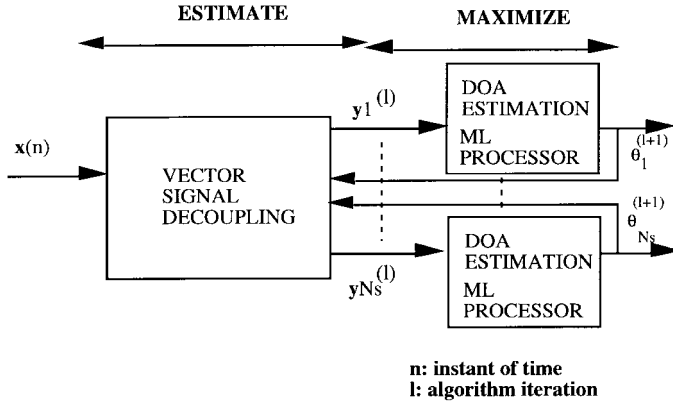 ESTIMATE
MAXIMIZE
x(n)
VECTOR
SIGNAL
DECOUPLING
y1(l)
DOA
ESTIMATION
ML
PROCESSOR
θ1(l+1)
yNs(l)
DOA
ESTIMATION
ML
PROCESSOR
θNs(l+1)
n: instant of time
l: algorithm iteration